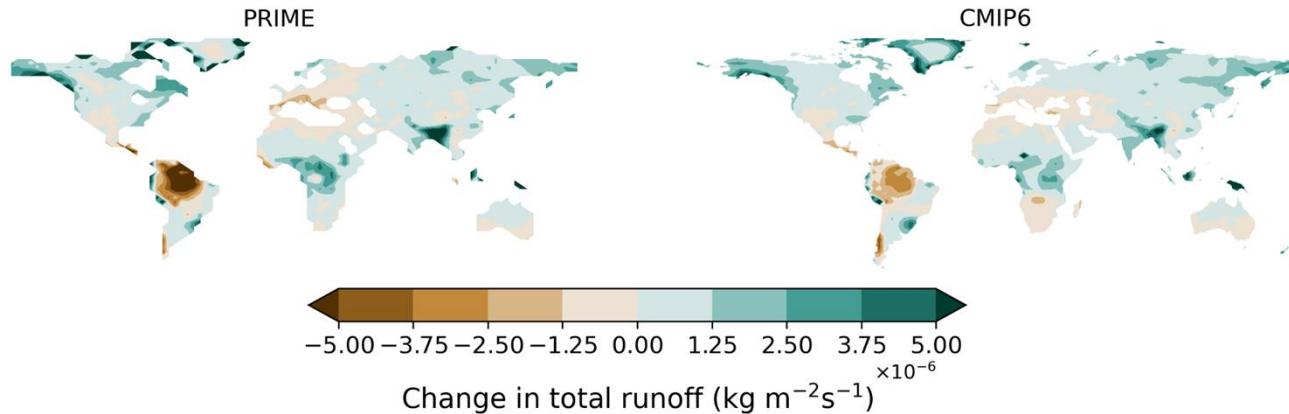 PRIME
CMIP6
−5.00 −3.75 −2.50 −1.25 0.00 1.25 2.50 3.75 5.00
×10⁻⁶
Change in total runoff (kg m⁻²s⁻¹)